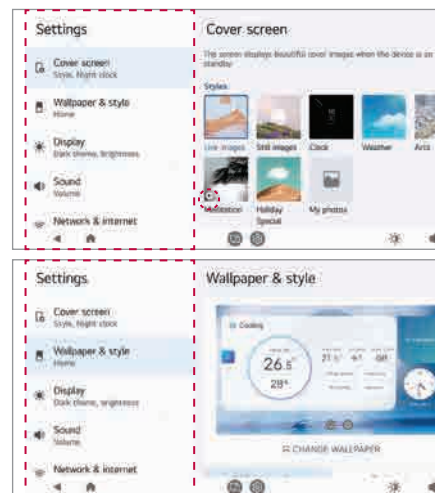 Settings
Cover screen
Style, Night clock
Wallpaper & style
Home
Display
Dark theme, brightness
Sound
Volume
Network & internet
Cover screen
The screen displays beautiful cover images when the device is on
standby
Styles
Live images
Still images
Clock
Weather
Arts
Meditation
Holiday
Special
My photos
Settings
Cover screen
Style, Night clock
Wallpaper & style
Home
Display
Dark theme, brightness
Sound
Volume
Network & internet
Wallpaper & style
Cooling
26.5°
28°
CHANGE WALLPAPER